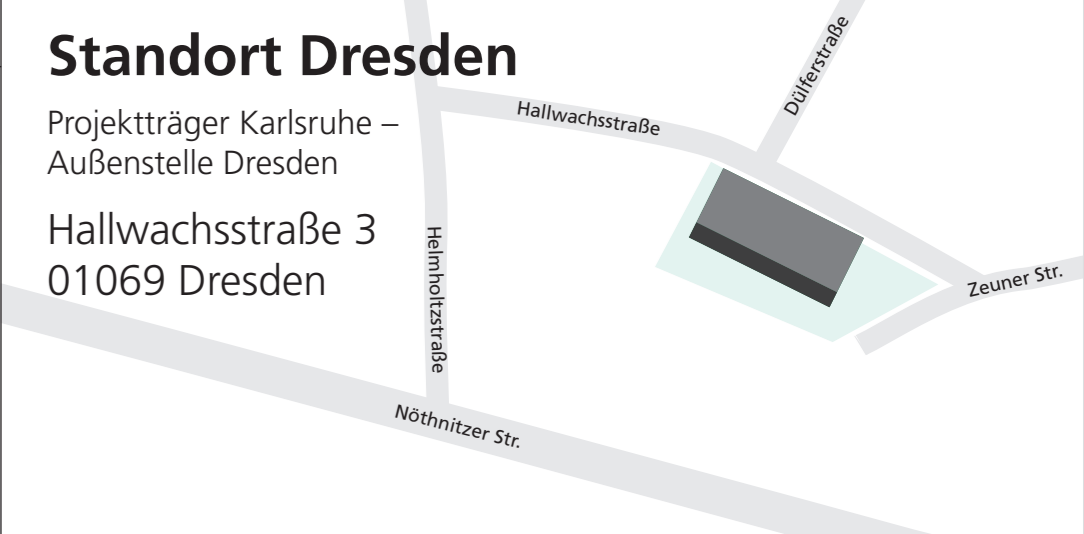 Standort Dresden
Projektträger Karlsruhe –
Außenstelle Dresden
Hallwachsstraße 3
01069 Dresden
Hallwachsstraße
Dülferstraße
Helmholtzstraße
Zeuner Str.
Nöthnitzer Str.